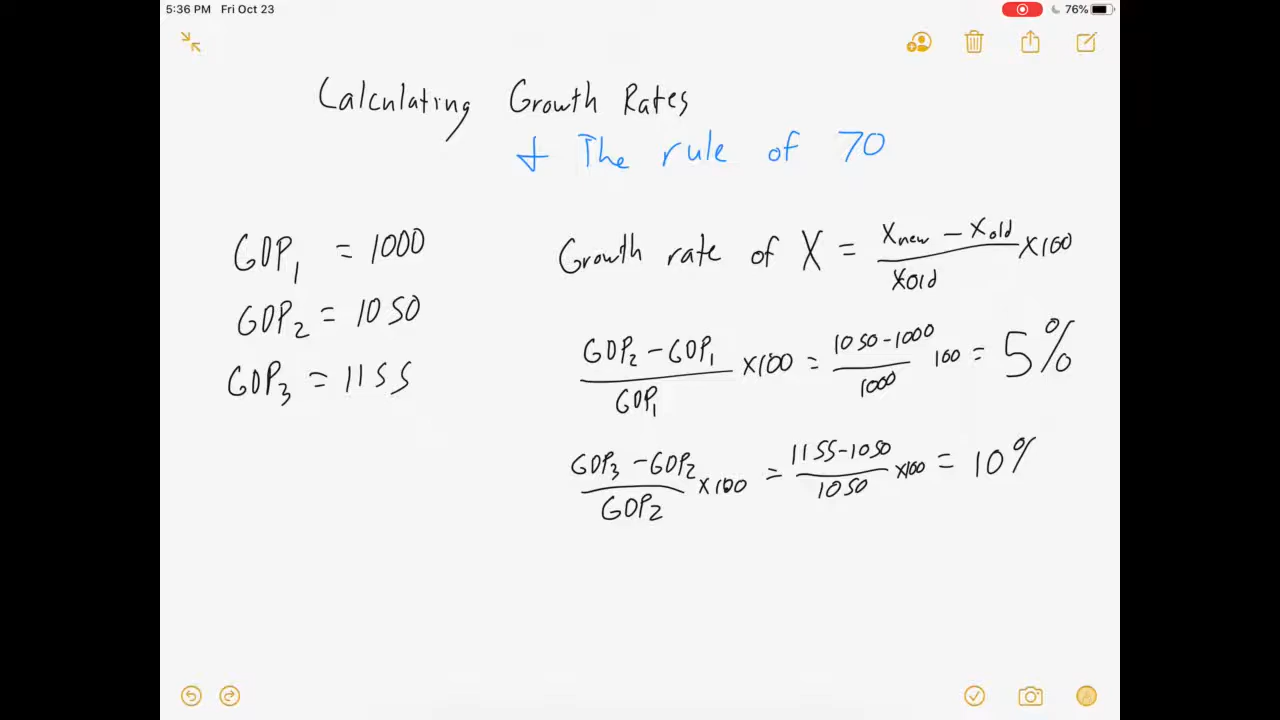 5:36 PM Fri Oct 23
76%
Calculating Growth Rates
+ The rule of 70
GDP₁ = 1000
GDP₂ = 1050
GDP₃ = 1155
Growth rate of X = (Xnew − Xold)/Xold ×100
(GDP₂ − GDP₁)/GDP₁ ×100 = (1050-1000)/1000 100 = 5%
(GDP₃ − GDP₂)/GDP₂ ×100 = (1155-1050)/1050 ×100 = 10%